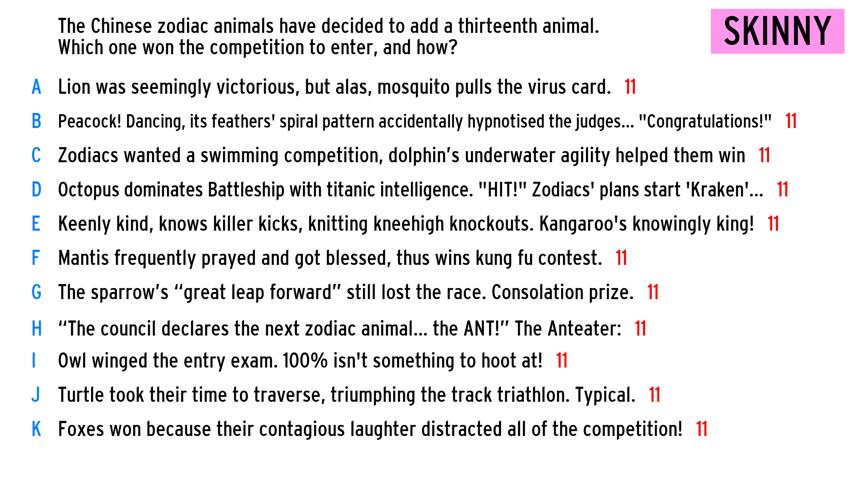 The Chinese zodiac animals have decided to add a thirteenth animal.
Which one won the competition to enter, and how?
SKINNY
A Lion was seemingly victorious, but alas, mosquito pulls the virus card. 11
B Peacock! Dancing, its feathers' spiral pattern accidentally hypnotised the judges... "Congratulations!" 11
C Zodiacs wanted a swimming competition, dolphin's underwater agility helped them win 11
D Octopus dominates Battleship with titanic intelligence. "HIT!" Zodiacs' plans start 'Kraken'... 11
E Keenly kind, knows killer kicks, knitting kneehigh knockouts. Kangaroo's knowingly king! 11
F Mantis frequently prayed and got blessed, thus wins kung fu contest. 11
G The sparrow's “great leap forward” still lost the race. Consolation prize. 11
H “The council declares the next zodiac animal... the ANT!” The Anteater: 11
I Owl winged the entry exam. 100% isn't something to hoot at! 11
J Turtle took their time to traverse, triumphing the track triathlon. Typical. 11
K Foxes won because their contagious laughter distracted all of the competition! 11